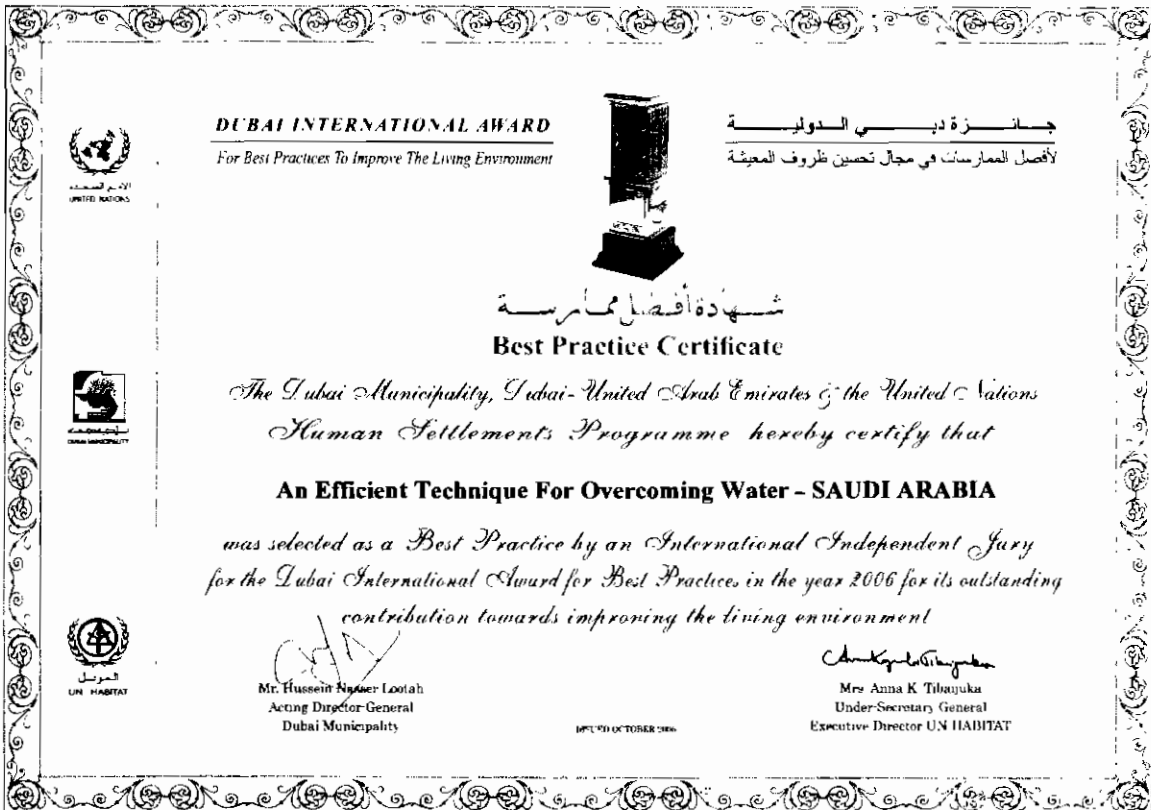 DUBAI INTERNATIONAL AWARD
For Best Practices To Improve The Living Environment
جائزة دبي الدولية
لأفضل الممارسات في مجال تحسين ظروف المعيشة
الأمم المتحدة
UNITED NATIONS
شهادة أفضل ممارسة
Best Practice Certificate
The Dubai Municipality, Dubai - United Arab Emirates & the United Nations
Human Settlements Programme hereby certify that
DUBAI MUNICIPALITY
An Efficient Technique For Overcoming Water – SAUDI ARABIA
was selected as a Best Practice by an International Independent Jury
for the Dubai International Award for Best Practices in the year 2006 for its outstanding
contribution towards improving the living environment
الموئل
UN HABITAT
Mr. Hussein Nasser Lootah
Acting Director General
Dubai Municipality
ISSUED OCTOBER 2006
Mrs Anna K Tibaijuka
Under-Secretary General
Executive Director UN HABITAT